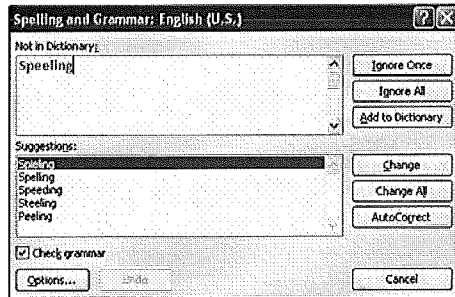 Spelling and Grammar: English (U.S.)
Not in Dictionary:
Speeling
Ignore Once
Ignore All
Add to Dictionary
Suggestions:
Spieling
Spelling
Speeding
Steeling
Peeling
Change
Change All
AutoCorrect
Check grammar
Options...
Undo
Cancel